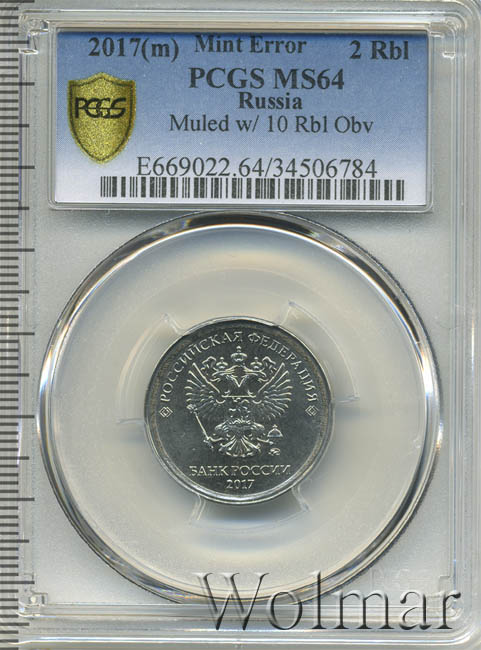 2017(m) Mint Error 2 Rbl
PCGS MS64
Russia
Muled w/ 10 Rbl Obv
E669022.64/34506784
PCGS
РОССИЙСКАЯ ФЕДЕРАЦИЯ
БАНК РОССИИ
2017
Wolmar